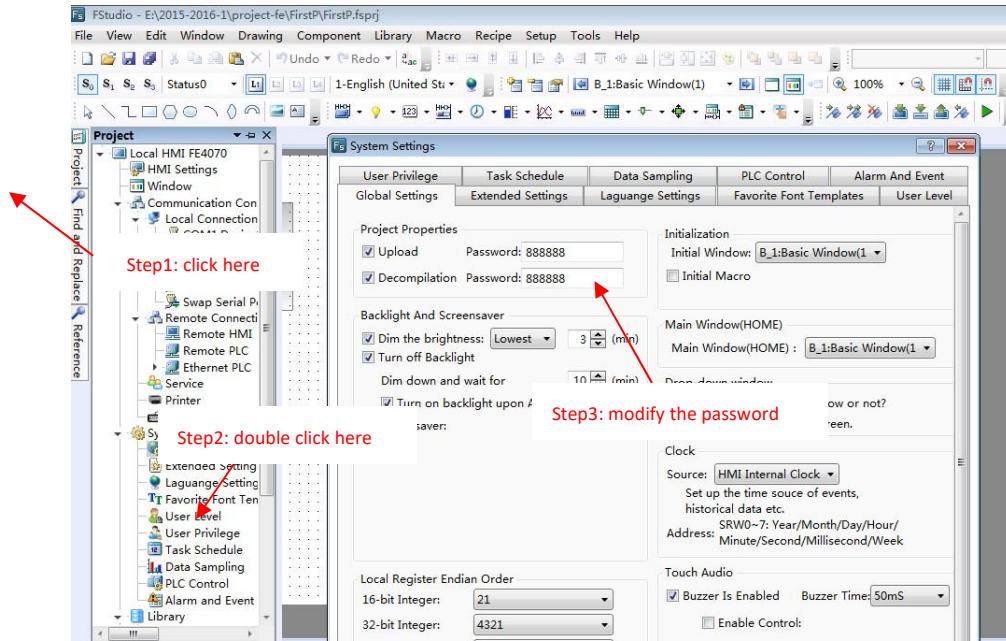 FStudio - E:\2015-2016-1\project-fe\FirstP\FirstP.fsprj
File View Edit Window Drawing Component Library Macro Recipe Setup Tools Help
Undo Redo
S0 S1 S2 S3 Status0 L1 1-English (United Sta B_1:Basic Window(1) 100%
Project
Local HMI FE4070
HMI Settings
Window
Communication Con
Local Connection
Swap Serial P
Remote Connecti
Remote HMI
Remote PLC
Ethernet PLC
Service
Printer
Sy
Extended Setting
Laguange Setting
Favorite Font Ten
User Level
User Privilege
Task Schedule
Data Sampling
PLC Control
Alarm and Event
Library
Project
Find and Replace
Reference
Step1: click here
Step2: double click here
Step3: modify the password
System Settings
User Privilege Task Schedule Data Sampling PLC Control Alarm And Event
Global Settings Extended Settings Laguange Settings Favorite Font Templates User Level
Project Properties
Upload Password: 888888
Decompilation Password: 888888
Backlight And Screensaver
Dim the brightness: Lowest 3 (min)
Turn off Backlight
Dim down and wait for 10 (min)
Turn on backlight upon A
saver:
Local Register Endian Order
16-bit Integer: 21
32-bit Integer: 4321
Initialization
Initial Window: B_1:Basic Window(1
Initial Macro
Main Window(HOME)
Main Window(HOME) : B_1:Basic Window(1
Drop-down window
ow or not?
een.
Clock
Source: HMI Internal Clock
Set up the time souce of events,
historical data etc.
Address: SRW0~7: Year/Month/Day/Hour/
Minute/Second/Millisecond/Week
Touch Audio
Buzzer Is Enabled Buzzer Time: 50mS
Enable Control: